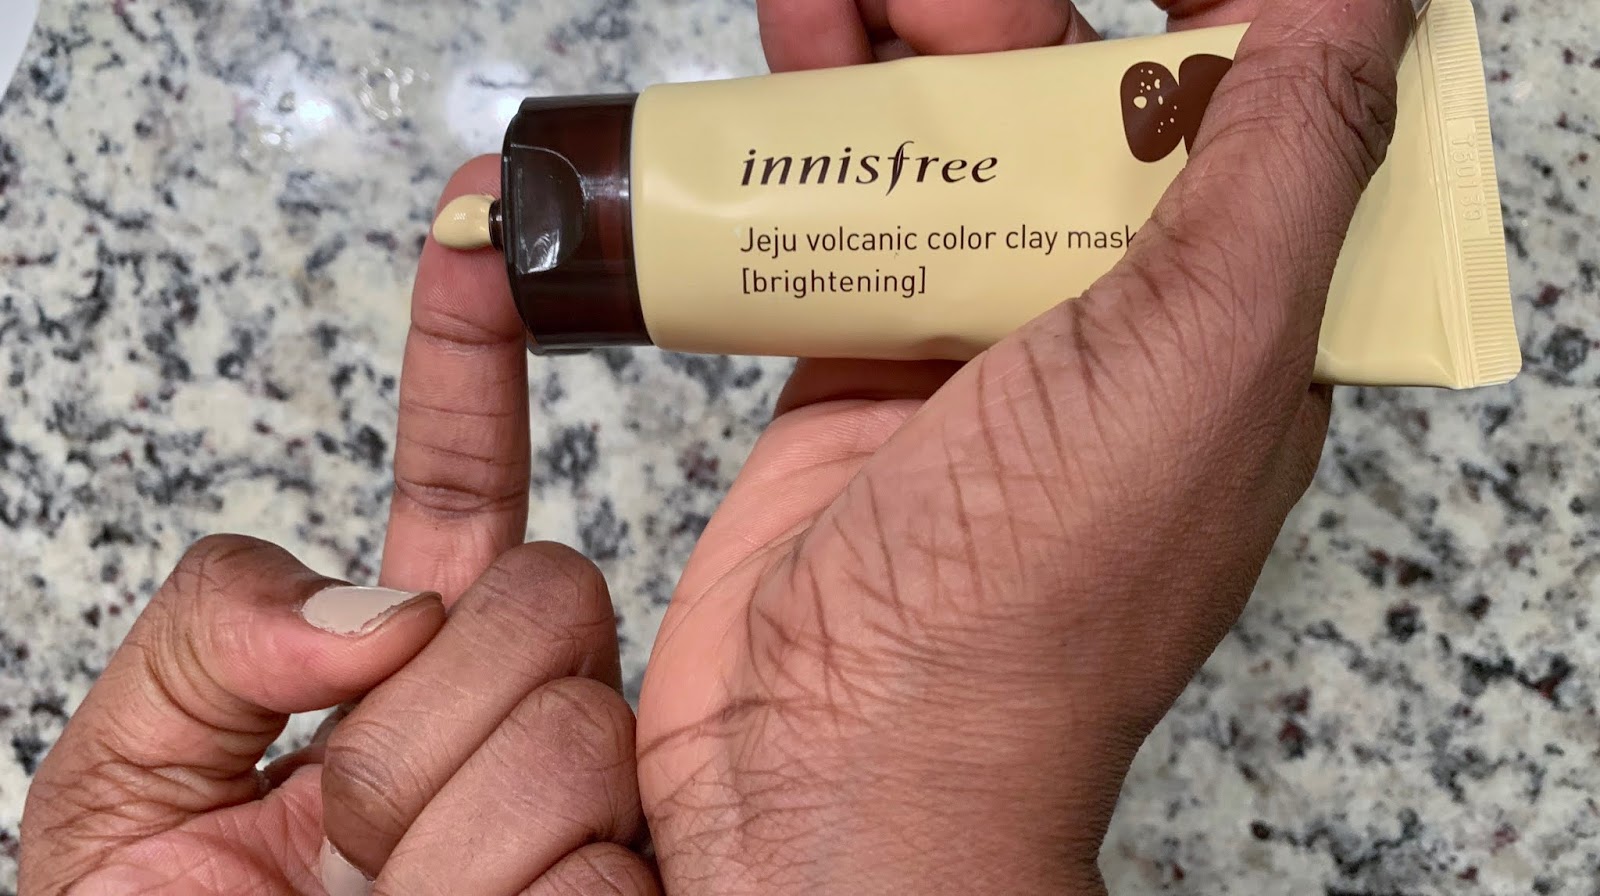 innisfree
Jeju volcanic color clay mask
[brightening]